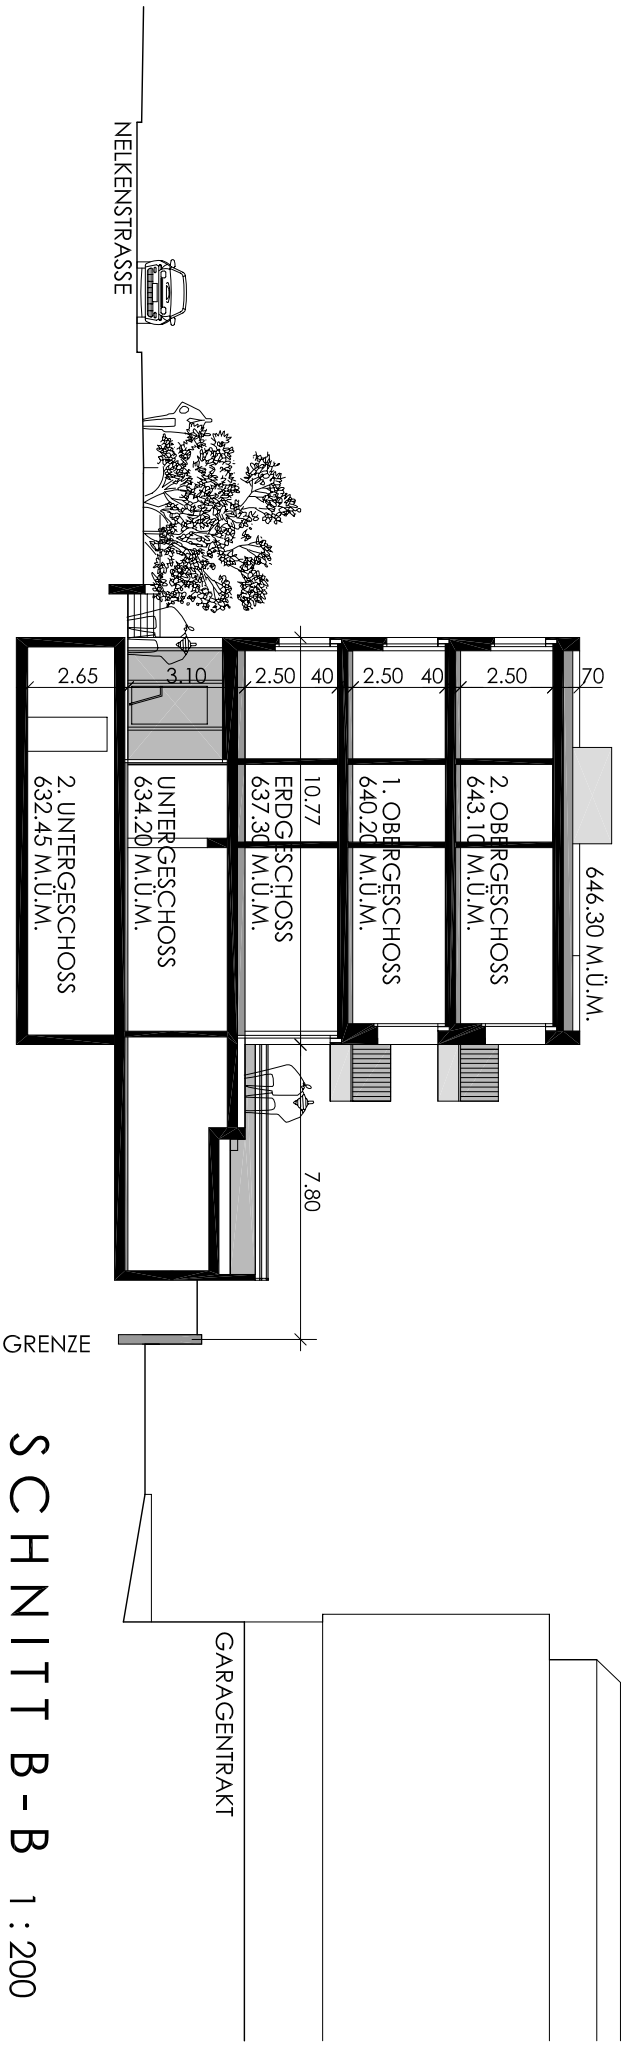 NELKENSTRASSE
646.30 M.Ü.M.
70
2.50
2. OBERGESCHOSS
643.10 M.Ü.M.
40
2.50
1. OBERGESCHOSS
640.20 M.Ü.M.
40
2.50
10.77
ERDGESCHOSS
637.30 M.Ü.M.
3.10
UNTERGESCHOSS
634.20 M.Ü.M.
2.65
2. UNTERGESCHOSS
632.45 M.Ü.M.
7.80
GRENZE
GARAGENTRAKT
SCHNITT B-B 1:200